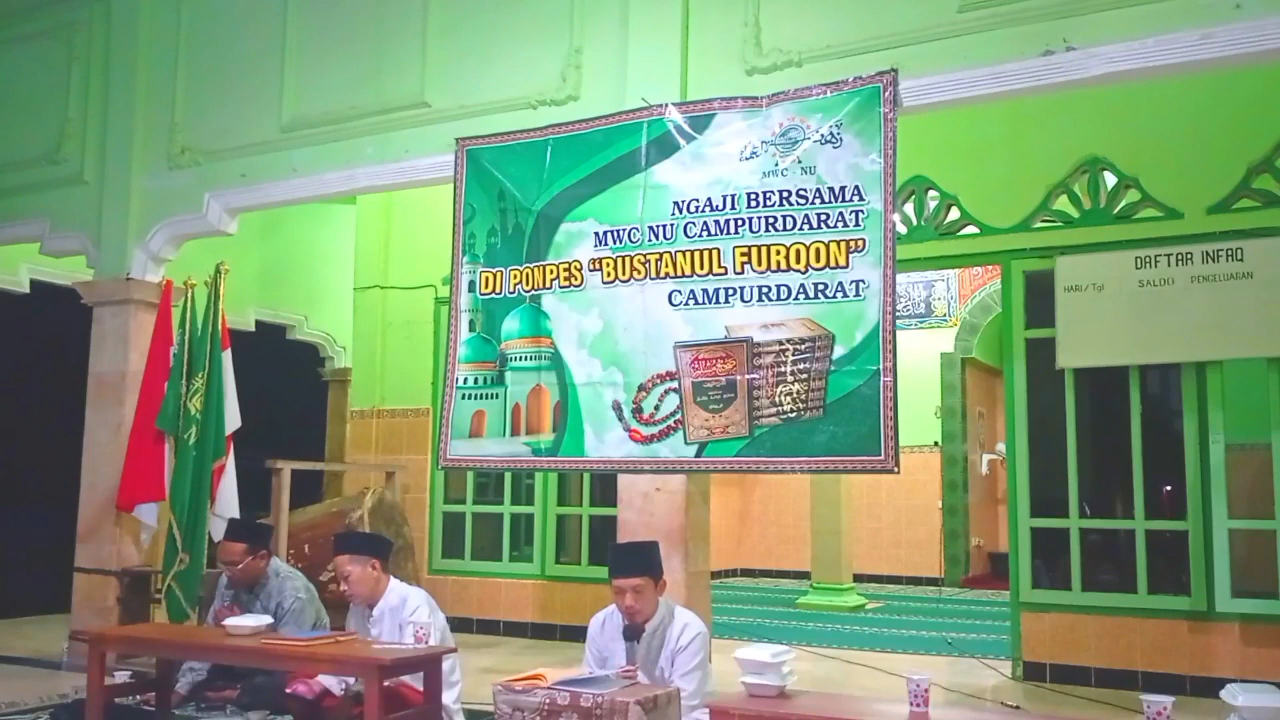 MWC - NU
NGAJI BERSAMA
MWC NU CAMPURDARAT
DI PONPES “BUSTANUL FURQON”
CAMPURDARAT
DAFTAR INFAQ
HARI/Tgl SALDO PENGELUARAN